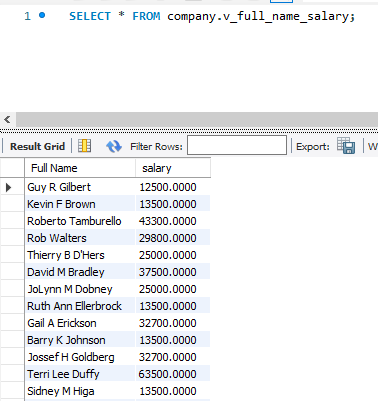 1 SELECT * FROM company.v_full_name_salary;
Result Grid Filter Rows: Export:
Full Name salary
Guy R Gilbert 12500.0000
Kevin F Brown 13500.0000
Roberto Tamburello 43300.0000
Rob Walters 29800.0000
Thierry B D'Hers 25000.0000
David M Bradley 37500.0000
JoLynn M Dobney 25000.0000
Ruth Ann Ellerbrock 13500.0000
Gail A Erickson 32700.0000
Barry K Johnson 13500.0000
Jossef H Goldberg 32700.0000
Terri Lee Duffy 63500.0000
Sidney M Higa 13500.0000